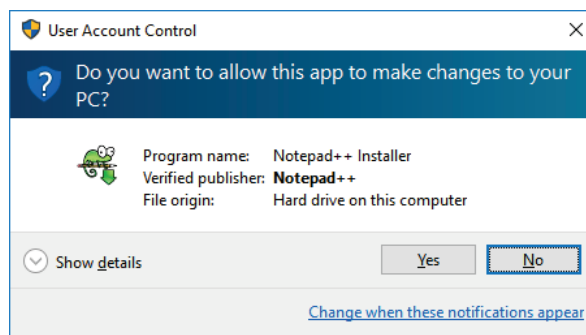 User Account Control
Do you want to allow this app to make changes to your
PC?
Program name: Notepad++ Installer
Verified publisher: Notepad++
File origin: Hard drive on this computer
Show details
Yes
No
Change when these notifications appear